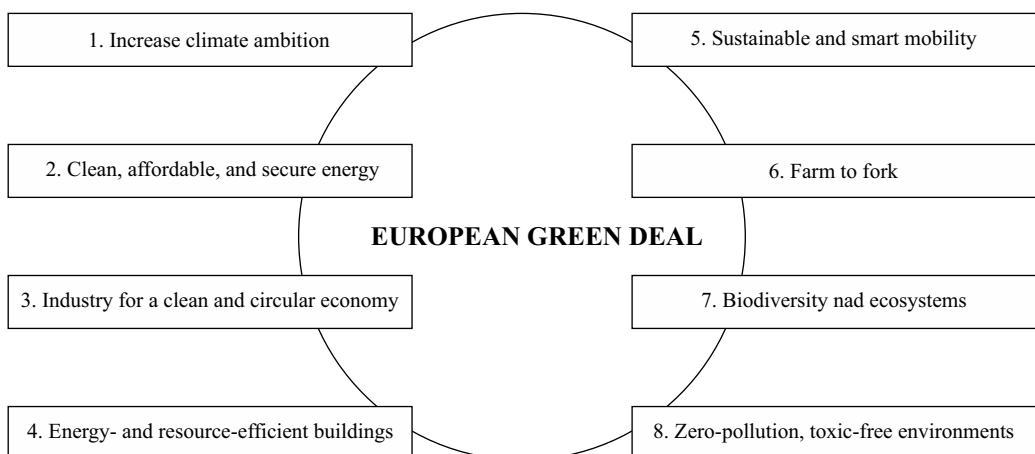 1. Increase climate ambition
2. Clean, affordable, and secure energy
3. Industry for a clean and circular economy
4. Energy- and resource-efficient buildings
EUROPEAN GREEN DEAL
5. Sustainable and smart mobility
6. Farm to fork
7. Biodiversity nad ecosystems
8. Zero-pollution, toxic-free environments